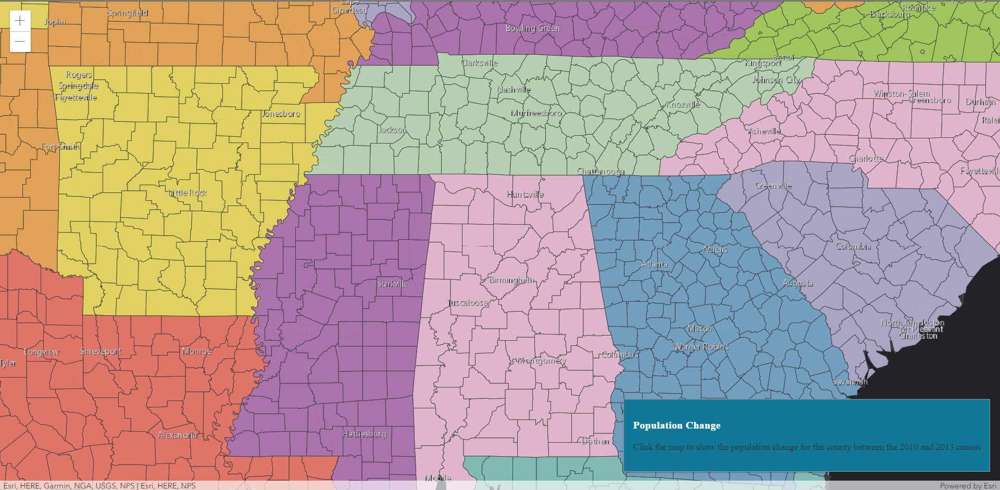 Cape
Girardeau
Roanoke
Blacksburg
Springfield
Joplin
Bowling Green
Bristol
Kingsport
Clarksville
Johnson City
Rogers
Springdale
Fayetteville
Nashville
Winston-Salem
Greensboro
Durham
Knoxville
Jonesboro
Murfreesboro
Ralei
Jackson
Asheville
Fort Smith
Charlotte
Chattanooga
Fayettevill
Greenville
Little Rock
Huntsville
Columbia
Athens
Atlanta
Starkville
Birmingham
Augusta
Tuscaloosa
North Charleston
Mt Pleasant
Charleston
Macon
Warner Robins
Longview
Shreveport
Monroe
Columbus
Montgomery
Tyler
Savannah
Alexandria
Hattiesburg
Dothan
Mobile
Population Change
Click the map to show the population change for the county between the 2010 and 2013 census
Esri, HERE, Garmin, NGA, USGS, NPS | Esri, HERE, NPS
Powered by Esri